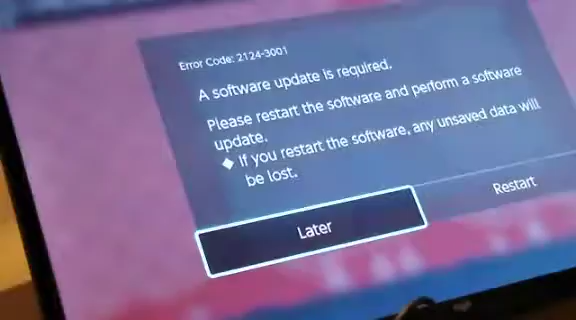 Error Code: 2124-3001
A software update is required.
Please restart the software and perform a software
update.
◆ If you restart the software, any unsaved data will
be lost.
Later
Restart